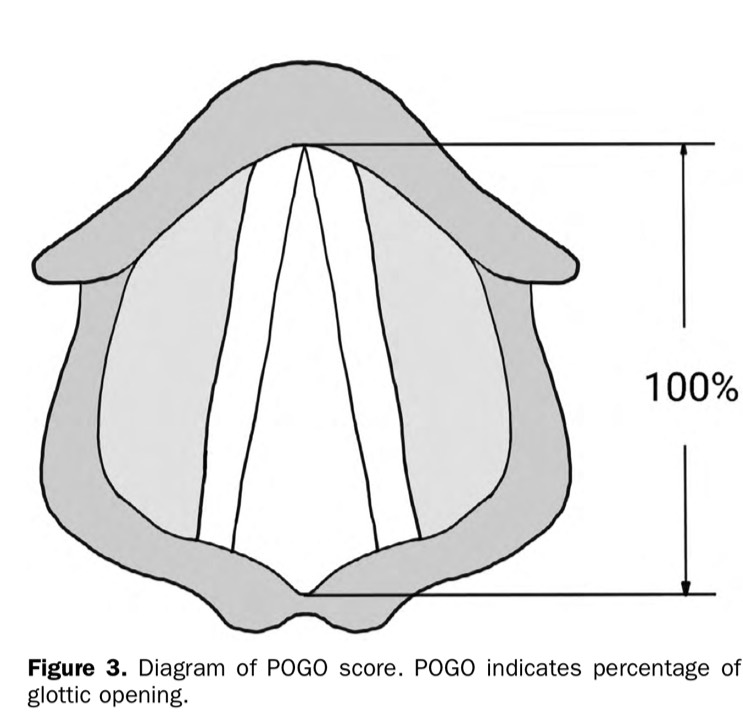 100%
Figure 3. Diagram of POGO score. POGO indicates percentage of
glottic opening.